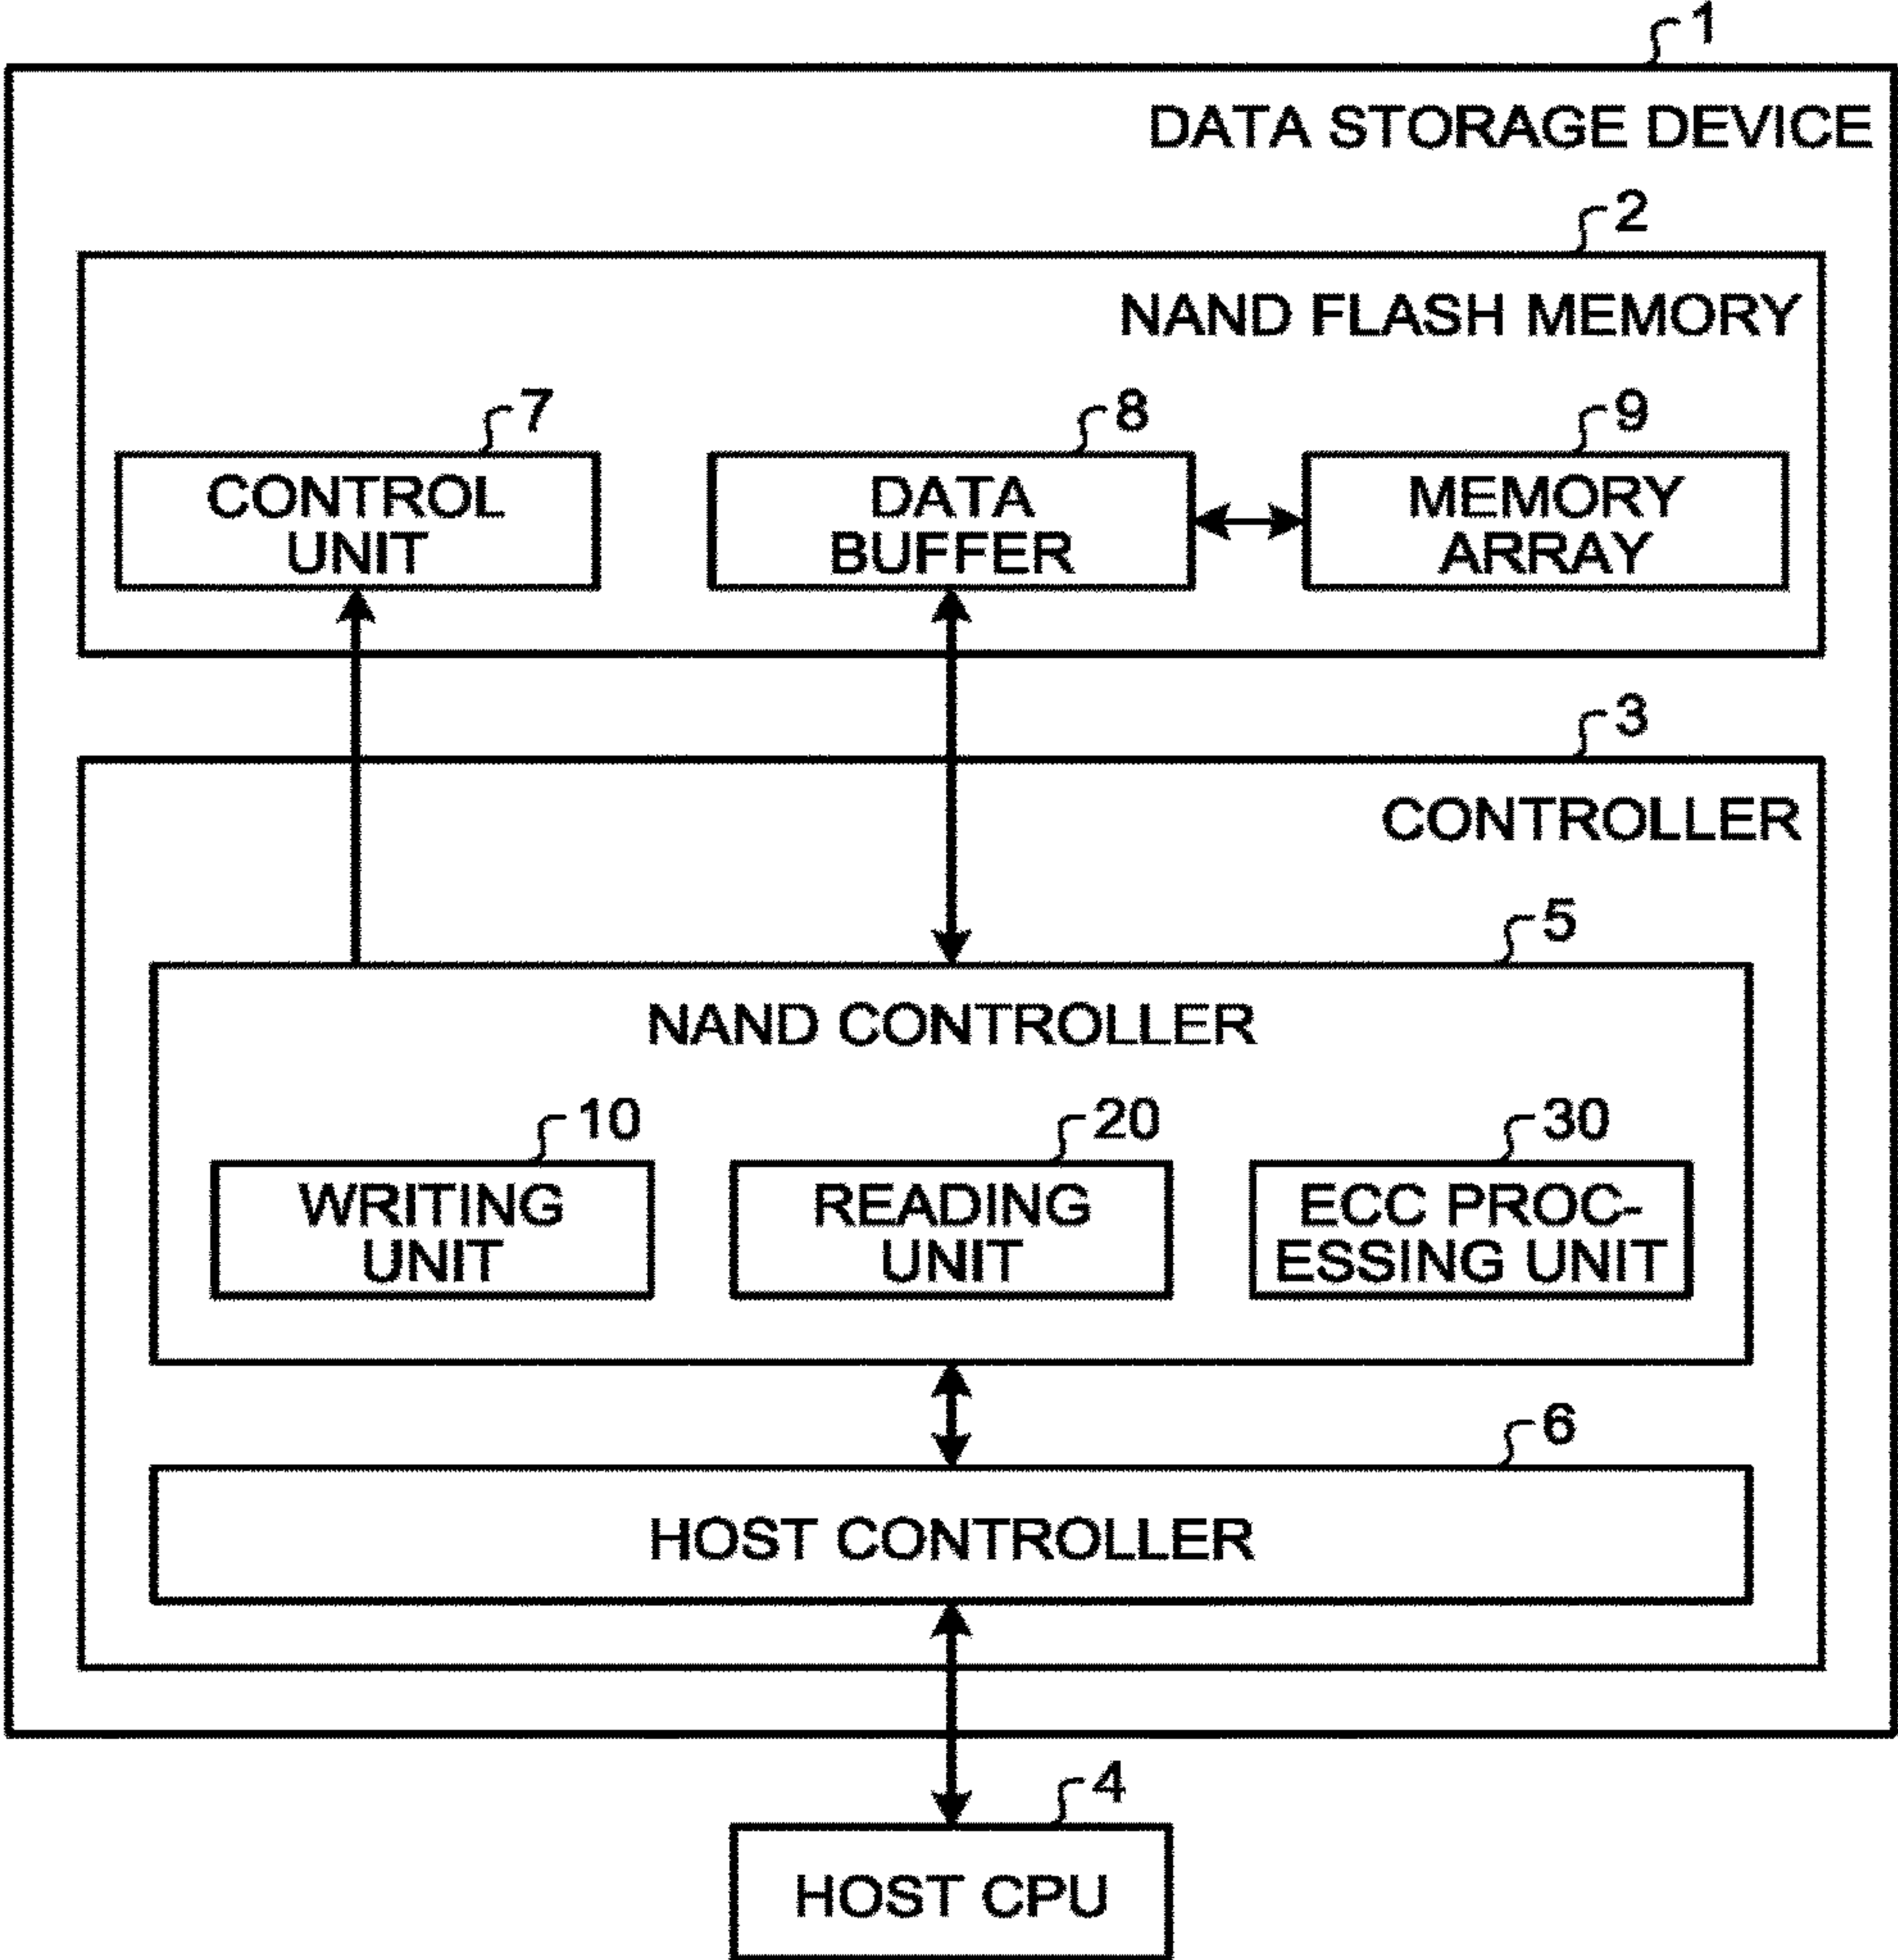 1
DATA STORAGE DEVICE
2
NAND FLASH MEMORY
7
8
9
CONTROL
UNIT
DATA
BUFFER
MEMORY
ARRAY
3
CONTROLLER
5
NAND CONTROLLER
10
20
30
WRITING
UNIT
READING
UNIT
ECC PROC-
ESSING UNIT
6
HOST CONTROLLER
4
HOST CPU